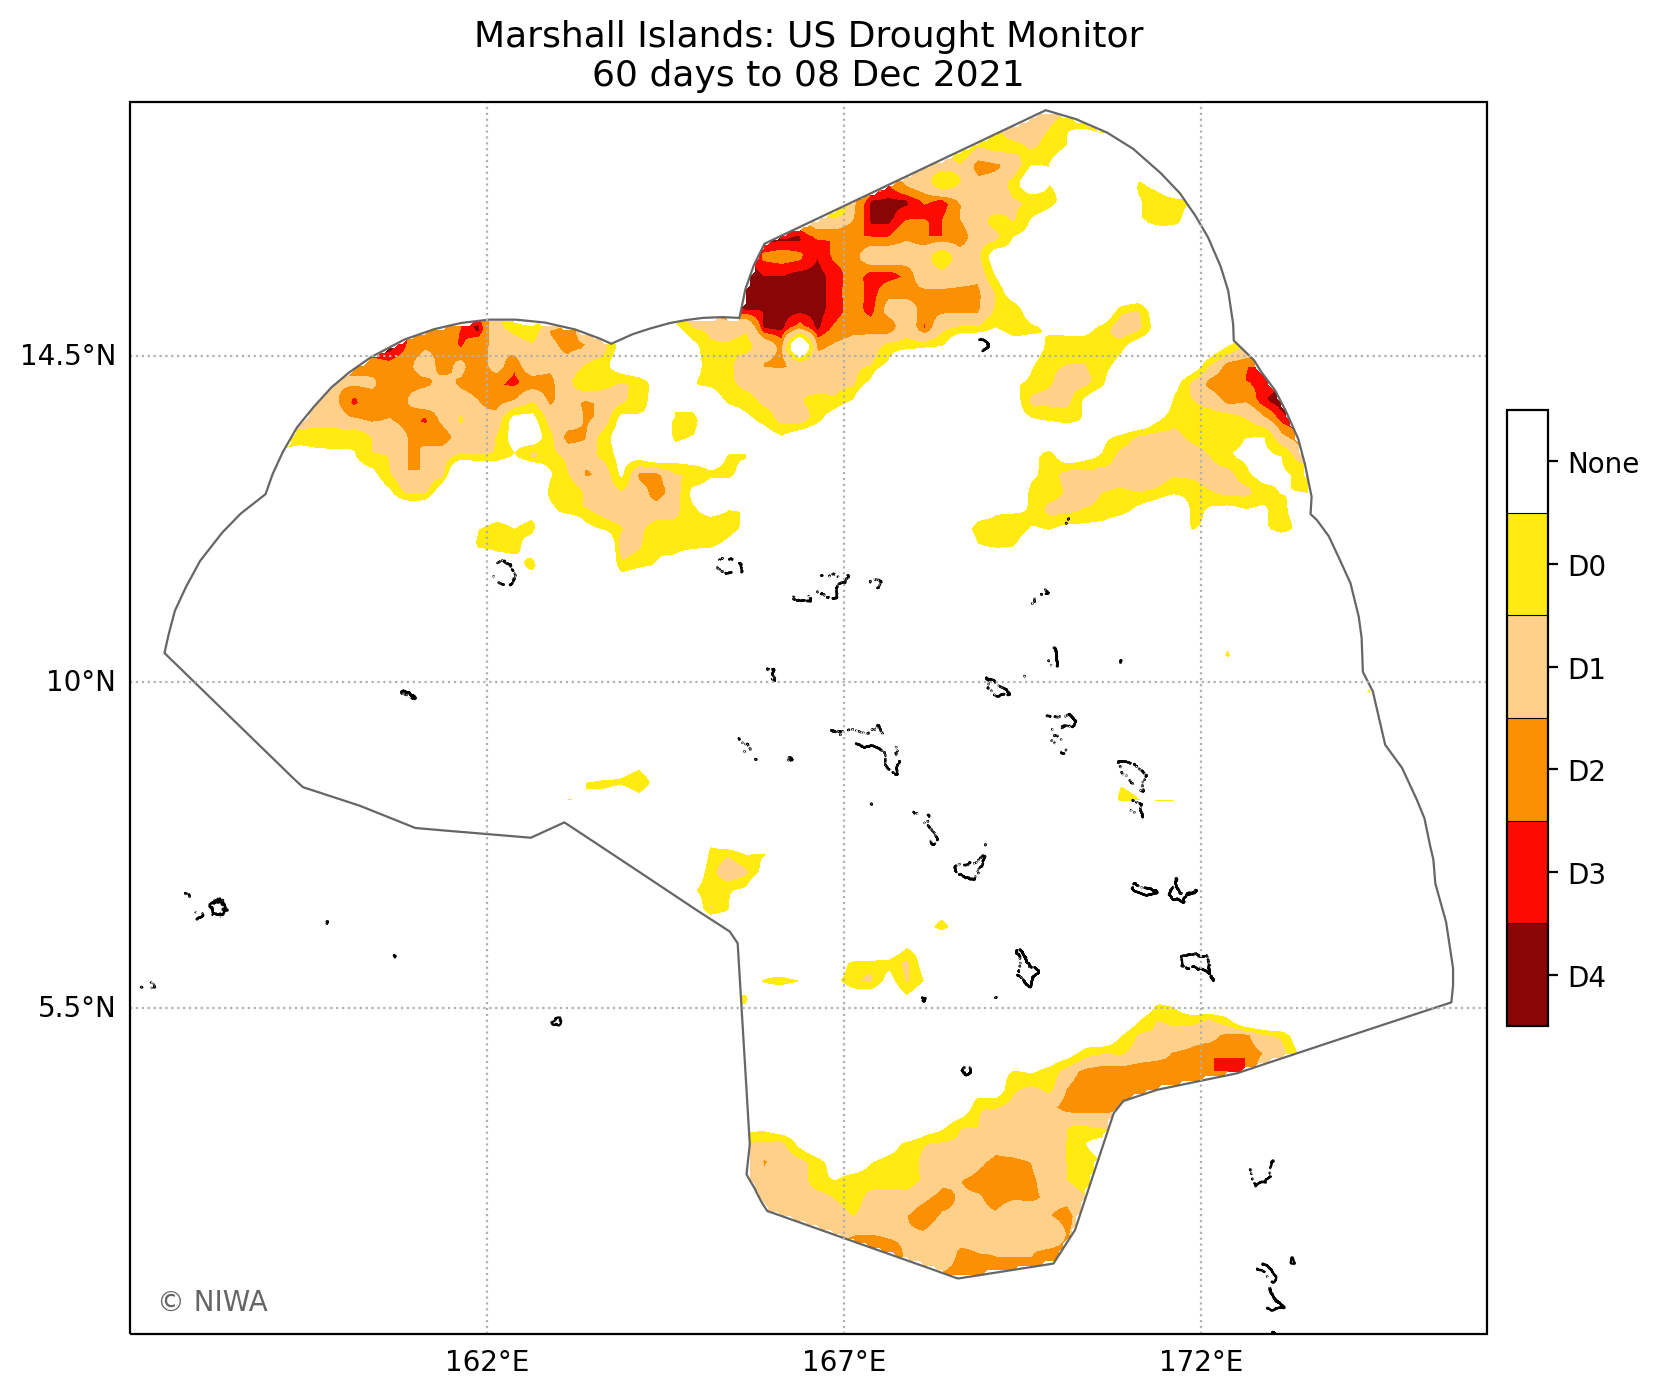 Marshall Islands: US Drought Monitor
60 days to 08 Dec 2021
14.5°N
10°N
5.5°N
162°E
167°E
172°E
None
D0
D1
D2
D3
D4
© NIWA